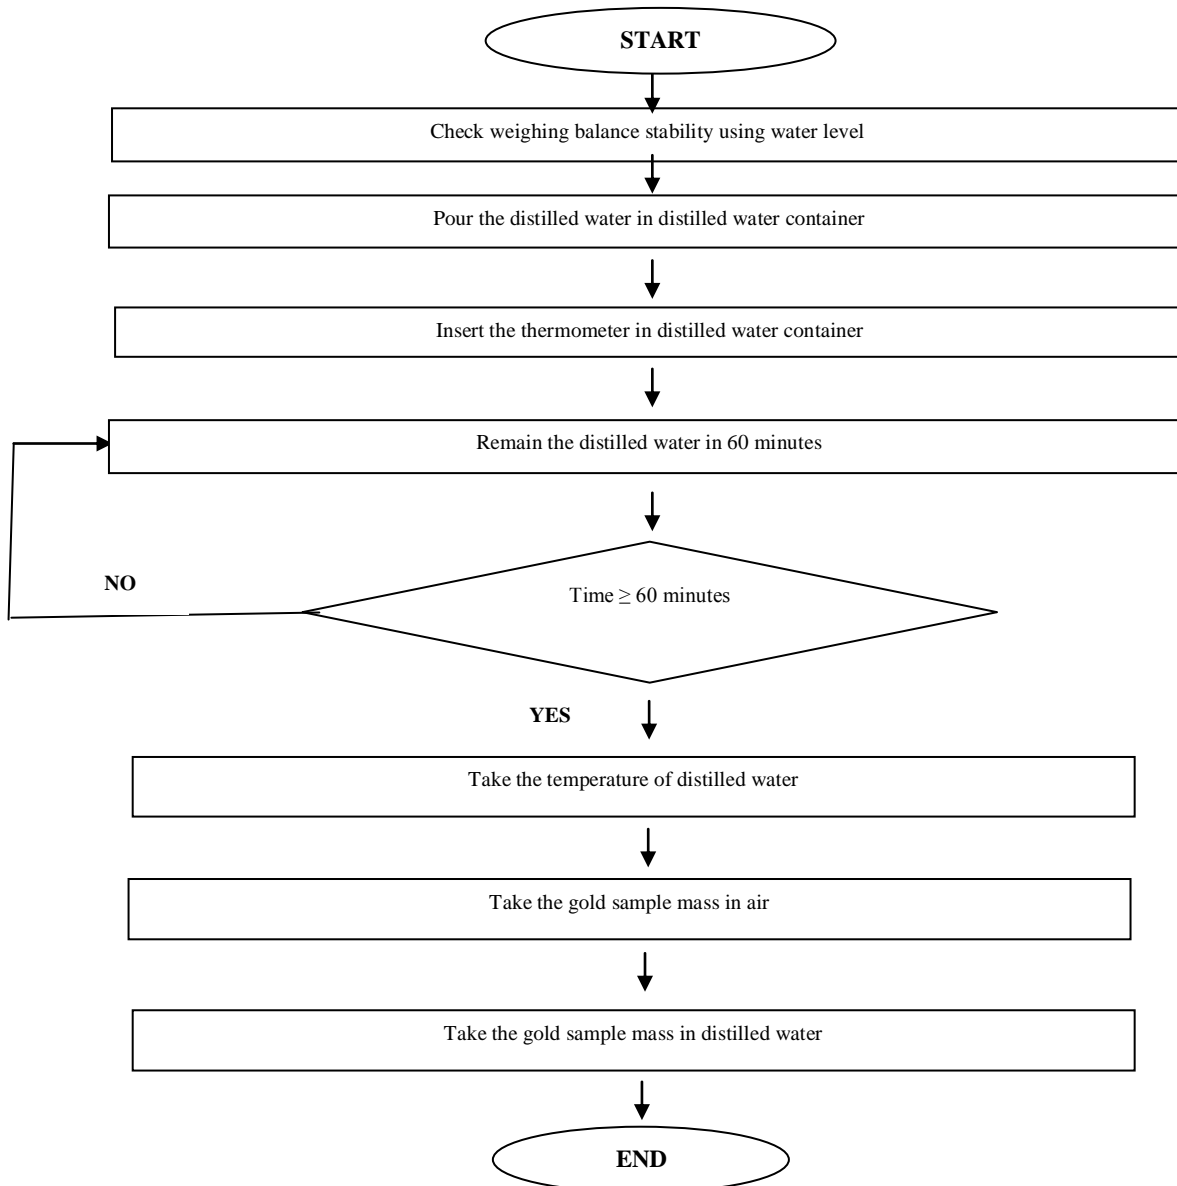 START
Check weighing balance stability using water level
Pour the distilled water in distilled water container
Insert the thermometer in distilled water container
Remain the distilled water in 60 minutes
NO
Time ≥ 60 minutes
YES
Take the temperature of distilled water
Take the gold sample mass in air
Take the gold sample mass in distilled water
END